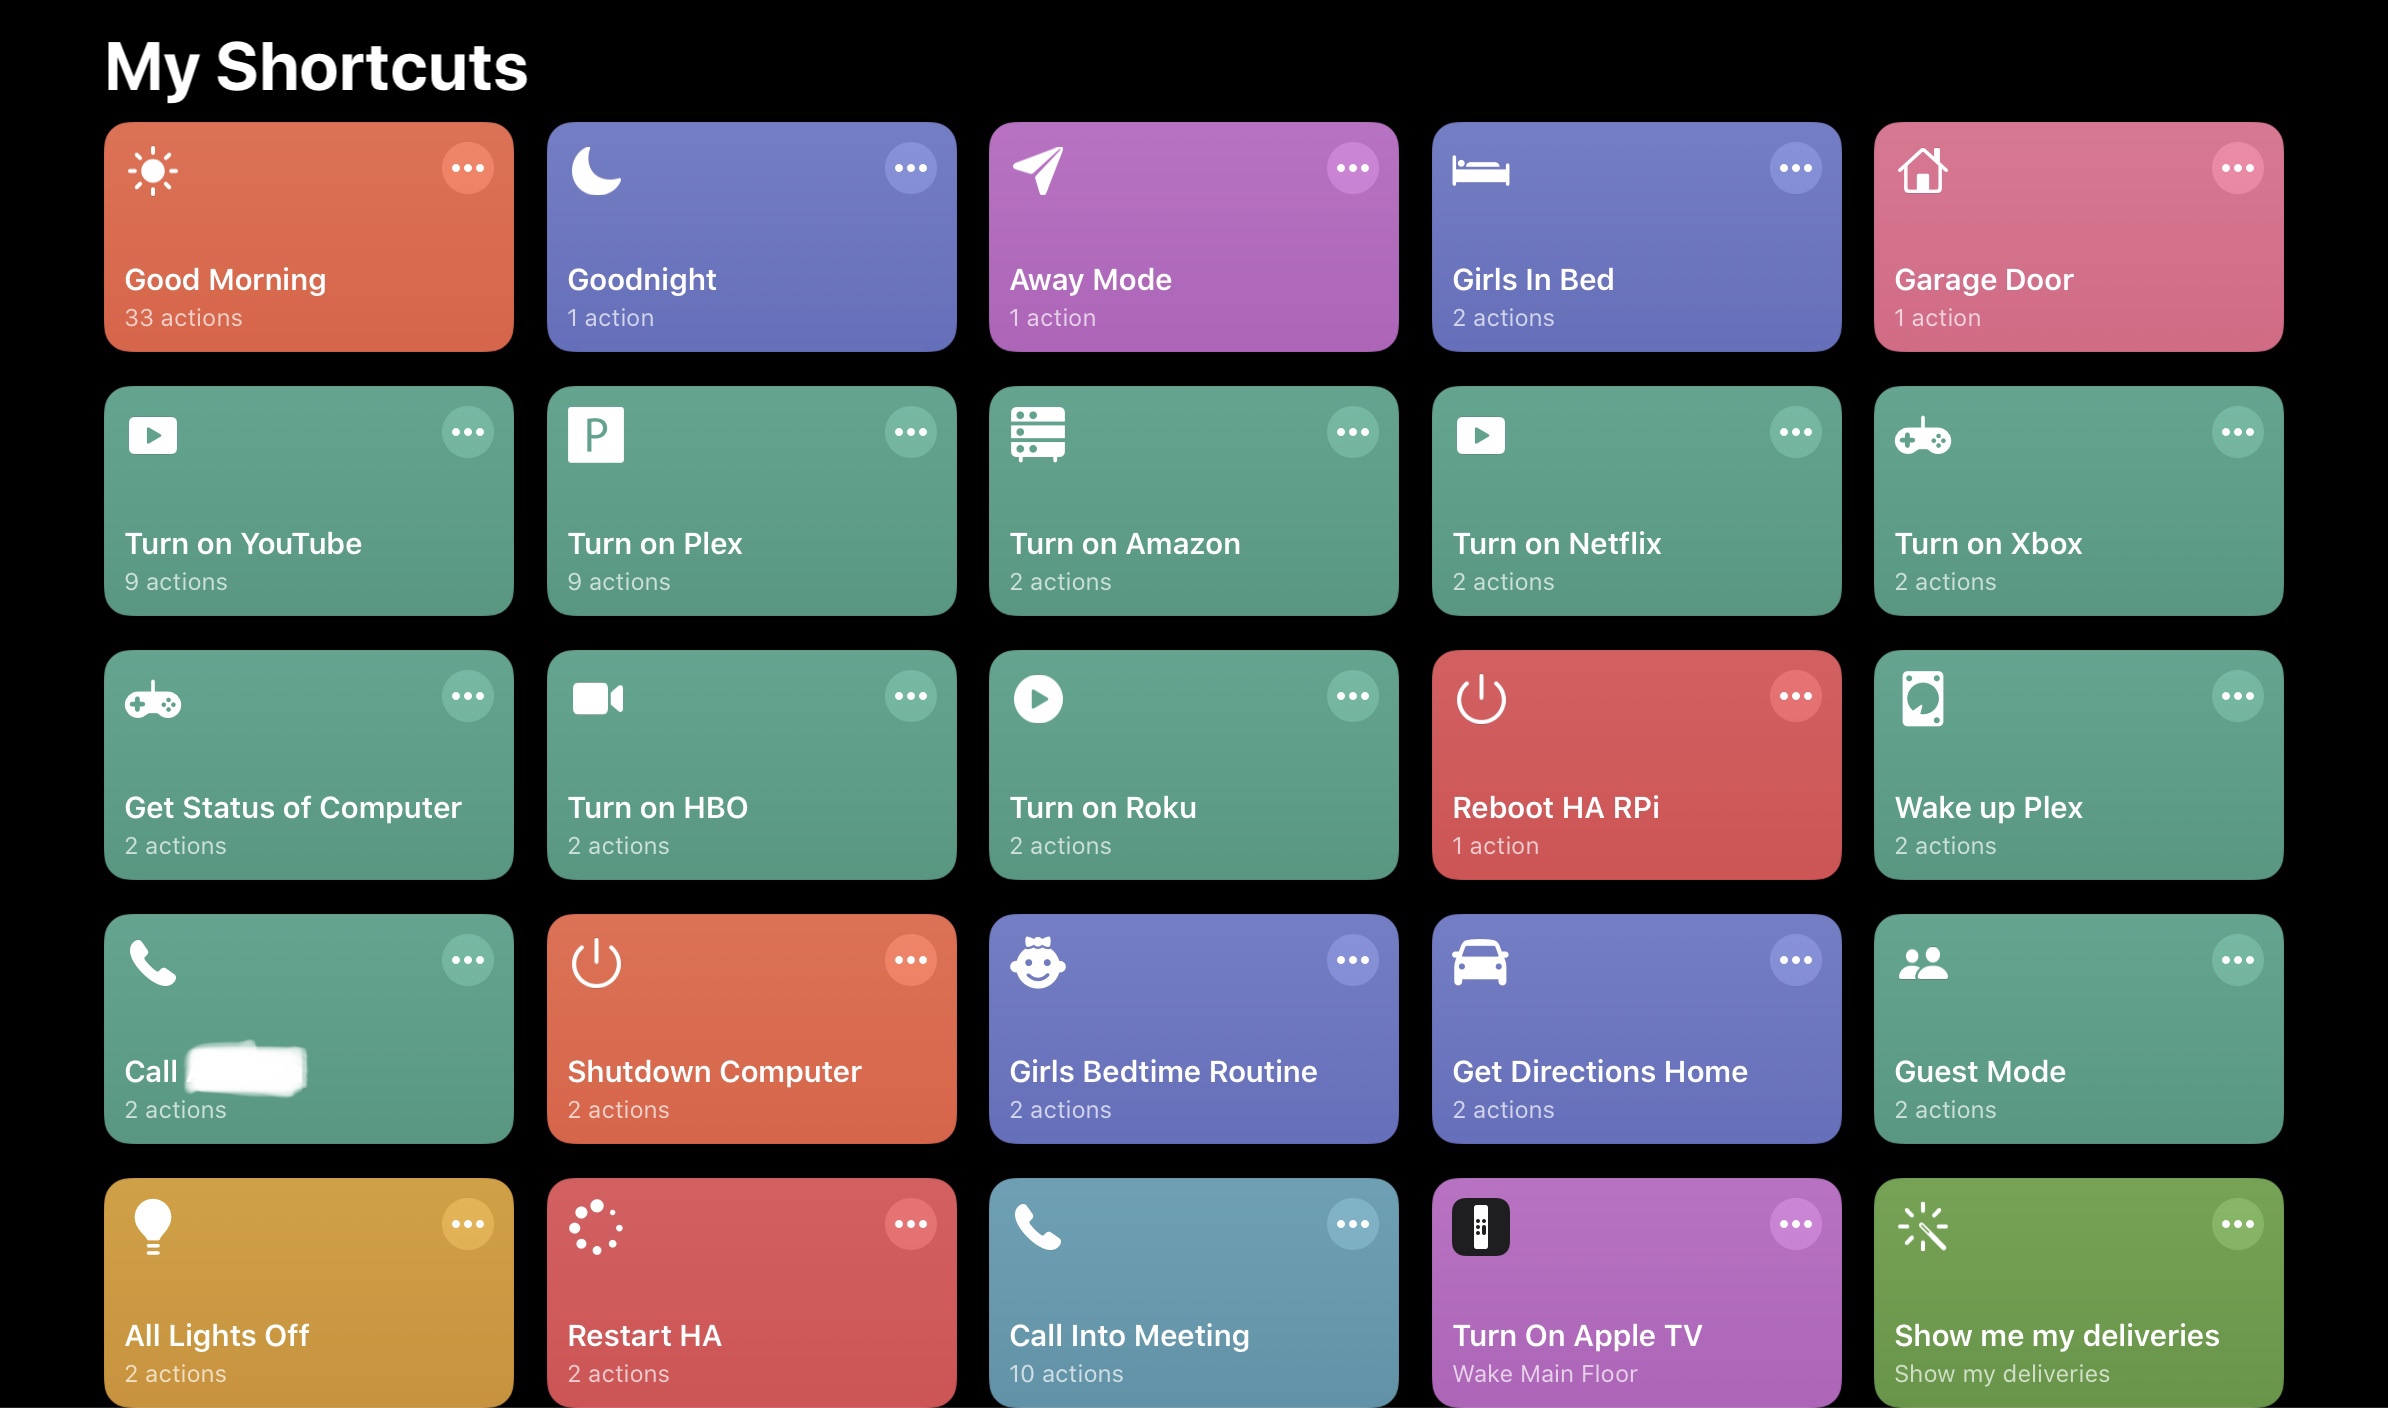 My Shortcuts
Good Morning
33 actions
Goodnight
1 action
Away Mode
1 action
Girls In Bed
2 actions
Garage Door
1 action
Turn on YouTube
9 actions
P
Turn on Plex
9 actions
Turn on Amazon
2 actions
Turn on Netflix
2 actions
Turn on Xbox
2 actions
Get Status of Computer
2 actions
Turn on HBO
2 actions
Turn on Roku
2 actions
Reboot HA RPi
1 action
Wake up Plex
2 actions
Call
2 actions
Shutdown Computer
2 actions
Girls Bedtime Routine
2 actions
Get Directions Home
2 actions
Guest Mode
2 actions
All Lights Off
2 actions
Restart HA
2 actions
Call Into Meeting
10 actions
Turn On Apple TV
Wake Main Floor
Show me my deliveries
Show my deliveries